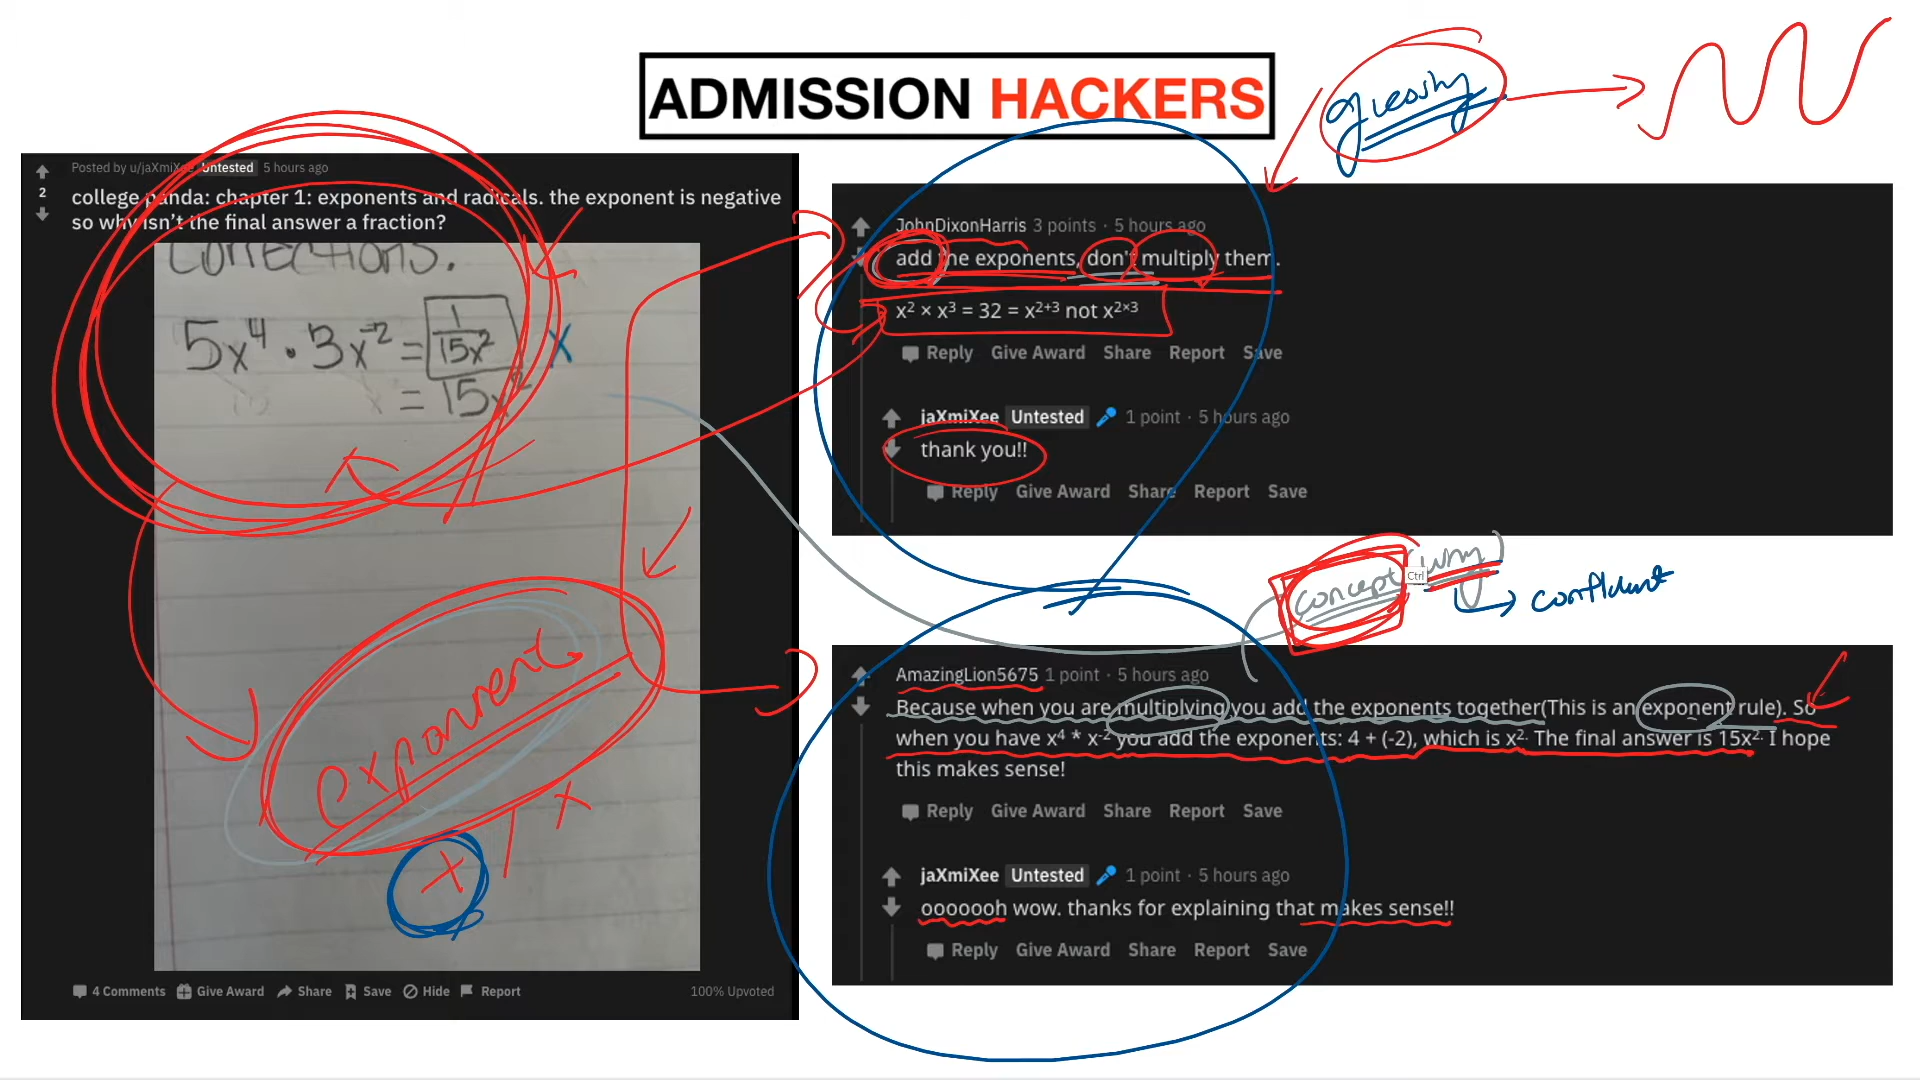 ADMISSION HACKERS
Posted by u/jaXmiXee Untested 5 hours ago
2
college panda: chapter 1: exponents and radicals. the exponent is negative
so why isn't the final answer a fraction?
CORRECTIONS.
5x⁴ · 3x⁻² = 1/15x² x
= 15x²
exponent
+
x
4 Comments Give Award Share Save Hide Report 100% Upvoted
JohnDixonHarris 3 points · 5 hours ago
add the exponents, don't multiply them.
x² × x³ = 32 = x²⁺³ not x²ˣ³
Reply Give Award Share Report Save
jaXmiXee Untested 1 point · 5 hours ago
thank you!!
Reply Give Award Share Report Save
concept (why)
Ctrl
confident
AmazingLion5675 1 point · 5 hours ago
Because when you are multiplying you add the exponents together(This is an exponent rule). So
when you have x⁴ * x⁻² you add the exponents: 4 + (-2), which is x². The final answer is 15x². I hope
this makes sense!
Reply Give Award Share Report Save
jaXmiXee Untested 1 point · 5 hours ago
ooooooh wow. thanks for explaining that makes sense!!
Reply Give Award Share Report Save